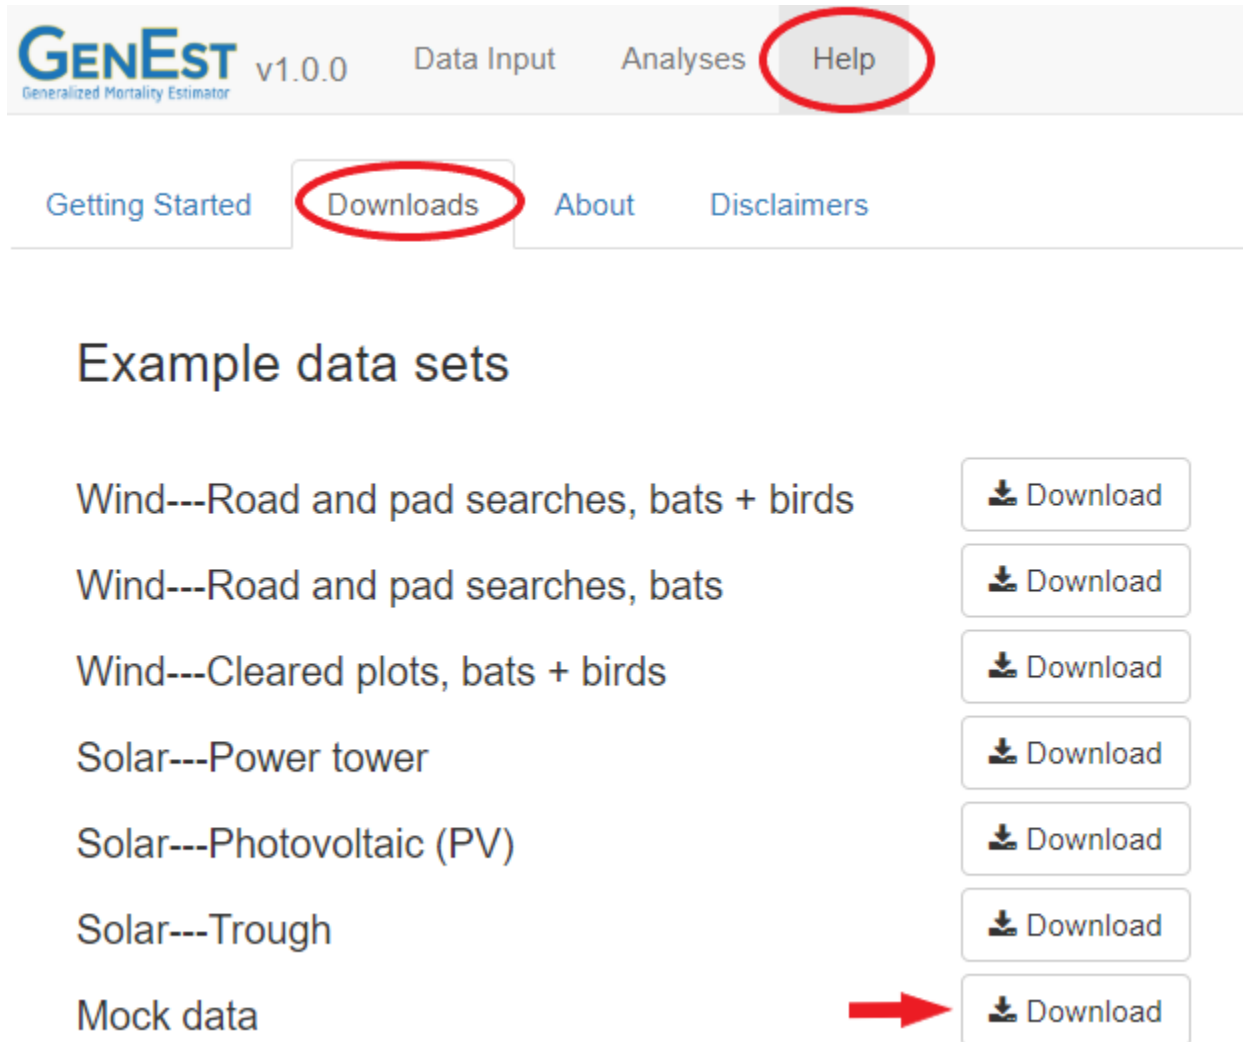 GENEST v1.0.0 Data Input Analyses Help
Generalized Mortality Estimator
Getting Started Downloads About Disclaimers
Example data sets
Wind---Road and pad searches, bats + birds Download
Wind---Road and pad searches, bats Download
Wind---Cleared plots, bats + birds Download
Solar---Power tower Download
Solar---Photovoltaic (PV) Download
Solar---Trough Download
Mock data Download